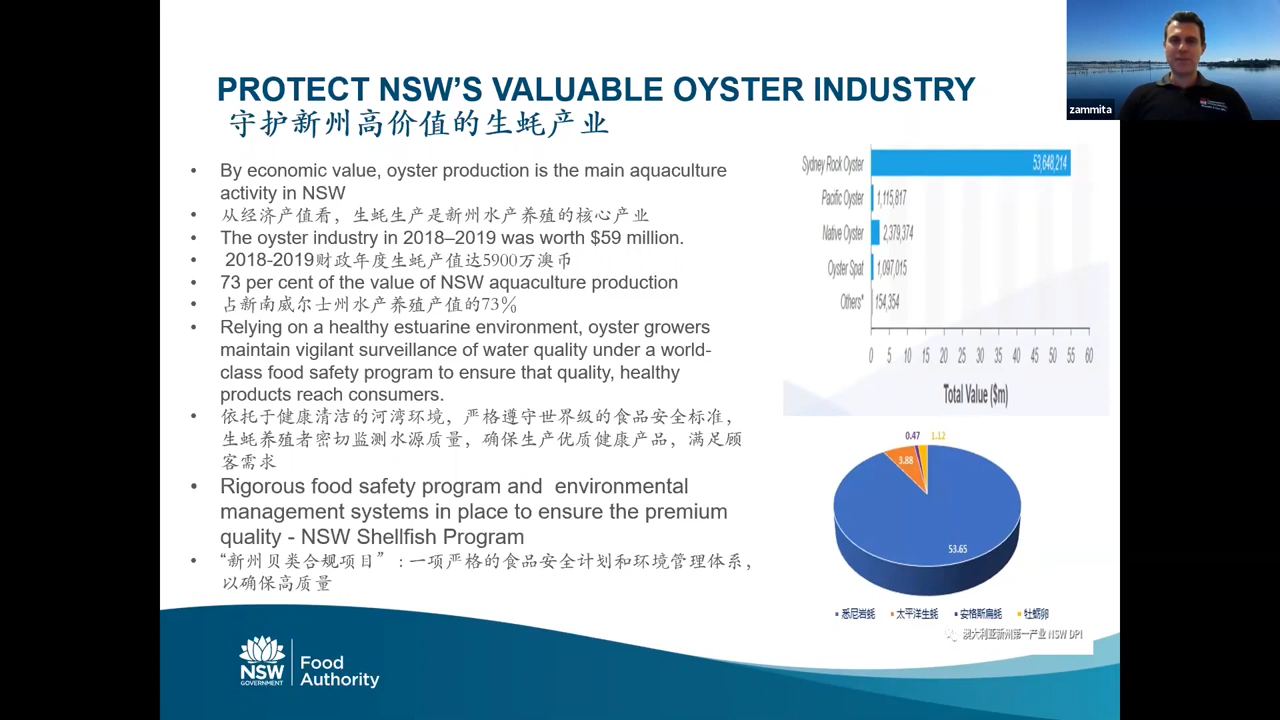 PROTECT NSW'S VALUABLE OYSTER INDUSTRY
守护新州高价值的生蚝产业
zammita
• By economic value, oyster production is the main aquaculture
activity in NSW
• 从经济产值看，生蚝生产是新州水产养殖的核心产业
• The oyster industry in 2018–2019 was worth $59 million.
• 2018-2019财政年度生蚝产值达5900万澳币
• 73 per cent of the value of NSW aquaculture production
• 占新南威尔士州水产养殖产值的73%
• Relying on a healthy estuarine environment, oyster growers
maintain vigilant surveillance of water quality under a world-
class food safety program to ensure that quality, healthy
products reach consumers.
• 依托于健康清洁的河湾环境，严格遵守世界级的食品安全标准，
生蚝养殖者密切监测水源质量，确保生产优质健康产品，满足顾
客需求
• Rigorous food safety program and environmental
management systems in place to ensure the premium
quality - NSW Shellfish Program
• “新州贝类合规项目”：一项严格的食品安全计划和环境管理体系，
以确保高质量
Sydney Rock Oyster 53,648,214
Pacific Oyster 1,115,817
Native Oyster 2,379,374
Oyster Spat 1,097,015
Others* 154,354
0 5 10 15 20 25 30 35 40 45 50 55 60
Total Value ($m)
0.47 1.12
3.88
53.65
悉尼岩蚝 太平洋生蚝 安格斯扁蚝 牡蛎卵
澳大利亚新州第一产业 NSW DPI
NSW
GOVERNMENT
Food
Authority